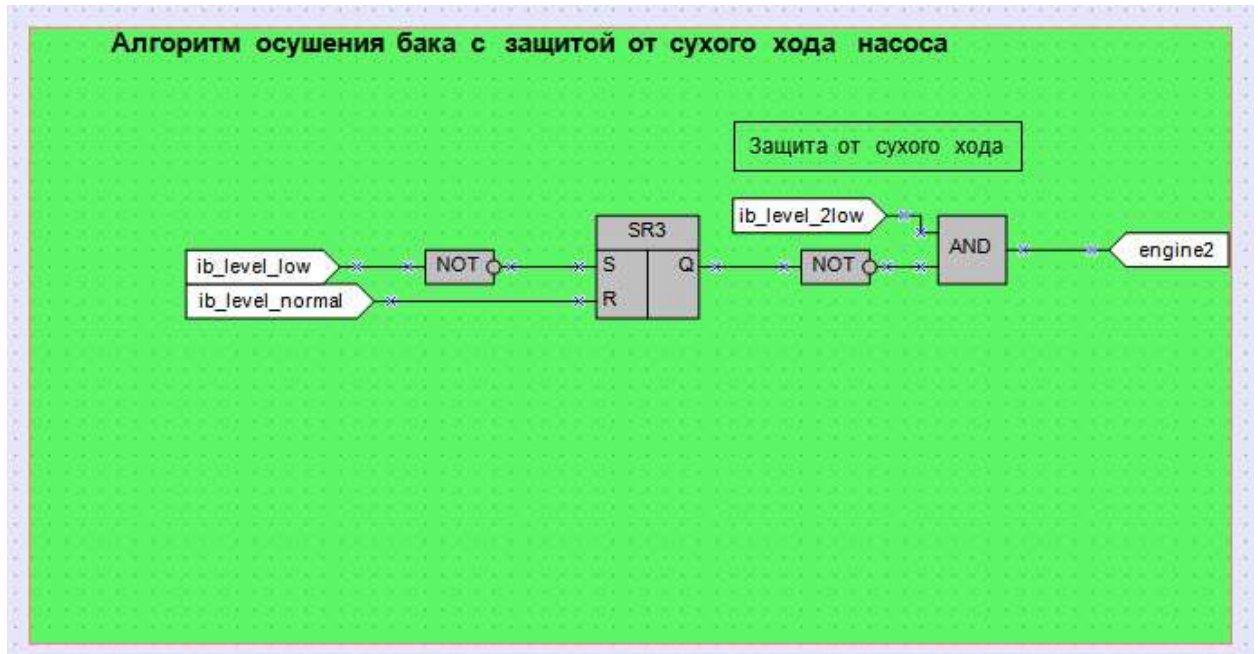 Алгоритм осушения бака с защитой от сухого хода насоса
Защита от сухого хода
ib_level_2low
SR3
AND
engine2
ib_level_low
NOT
S
Q
NOT
ib_level_normal
R